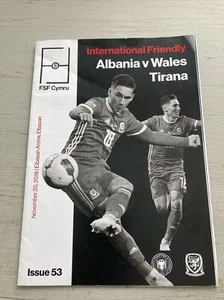 FSF Cymru
International Friendly
Albania v Wales
Tirana
November 20, 2018 | Elbasan Arena, Elbasan
Issue 53